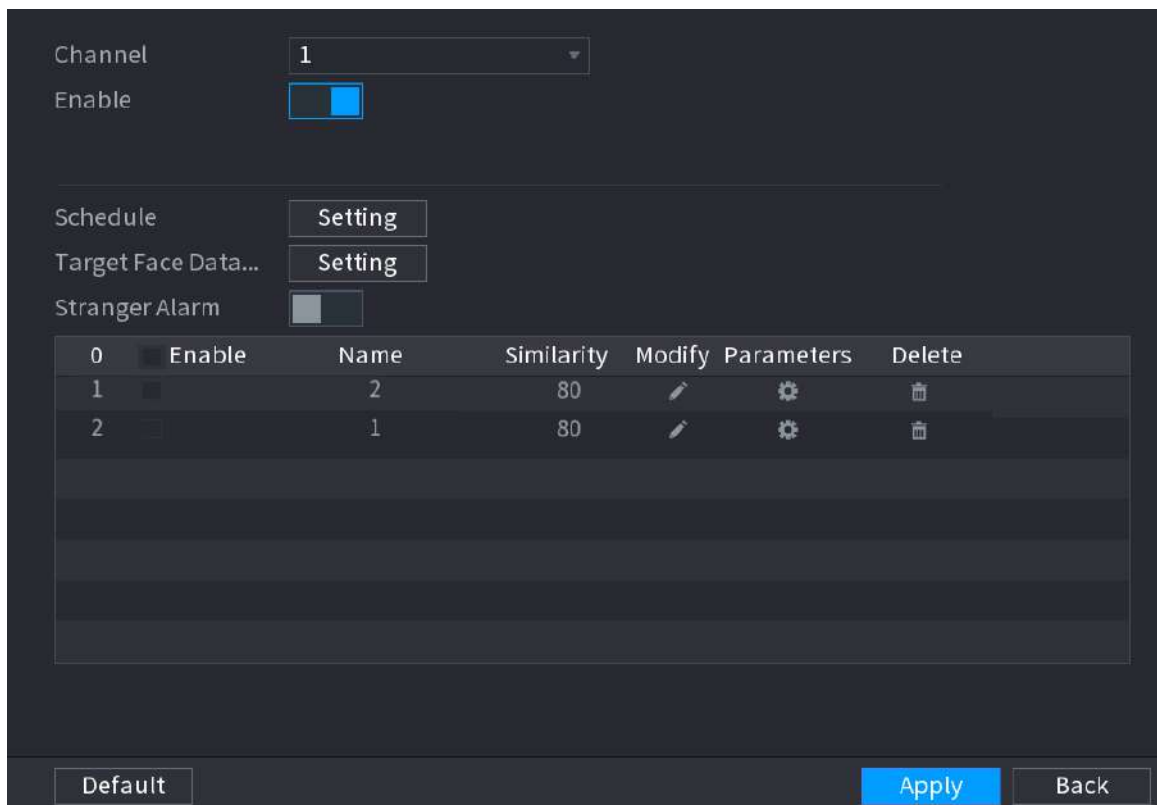 Channel 1
Enable
Schedule Setting
Target Face Data... Setting
Stranger Alarm
0 Enable Name Similarity Modify Parameters Delete
1 2 80
2 1 80
Default Apply Back